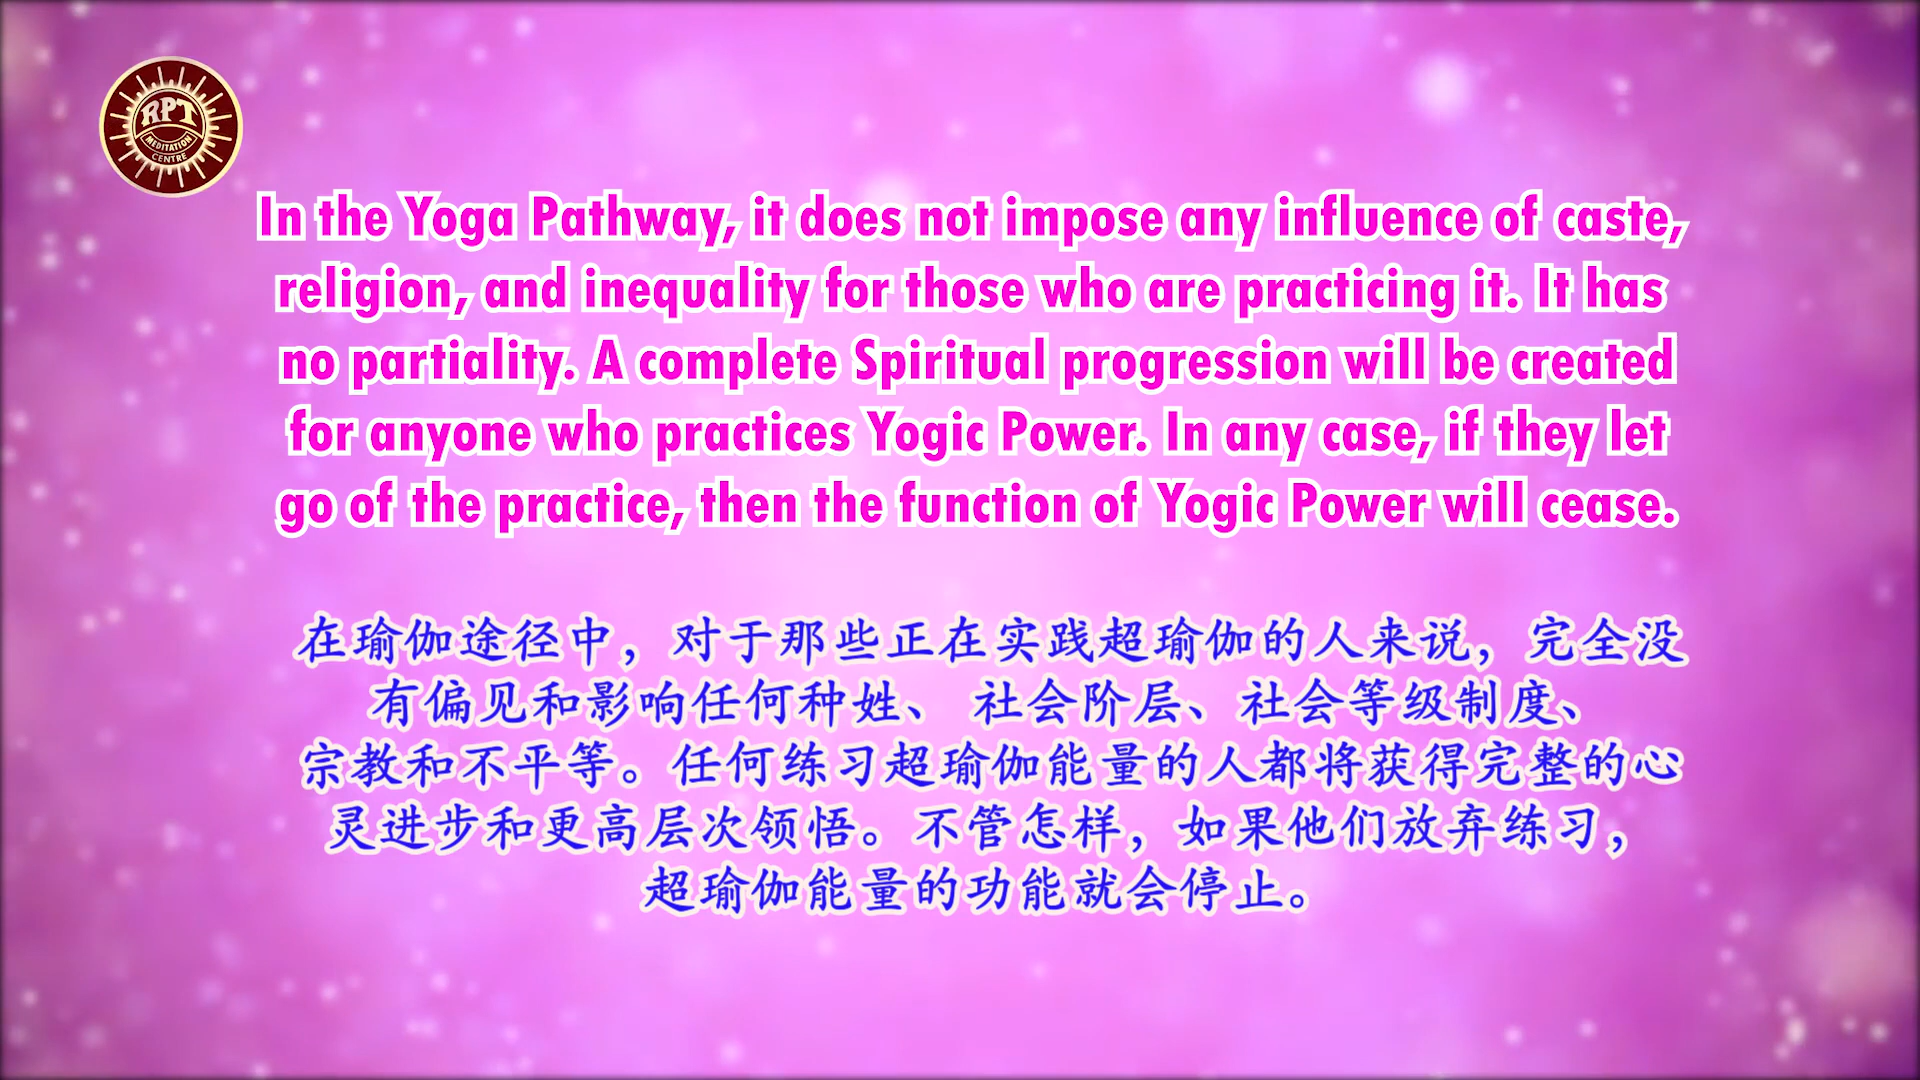 RPT
MEDITATION
CENTRE
In the Yoga Pathway, it does not impose any influence of caste,
religion, and inequality for those who are practicing it. It has
no partiality. A complete Spiritual progression will be created
for anyone who practices Yogic Power. In any case, if they let
go of the practice, then the function of Yogic Power will cease.
在瑜伽途径中，对于那些正在实践超瑜伽的人来说，完全没
有偏见和影响任何种姓、 社会阶层、社会等级制度、
宗教和不平等。任何练习超瑜伽能量的人都将获得完整的心
灵进步和更高层次领悟。不管怎样，如果他们放弃练习，
超瑜伽能量的功能就会停止。